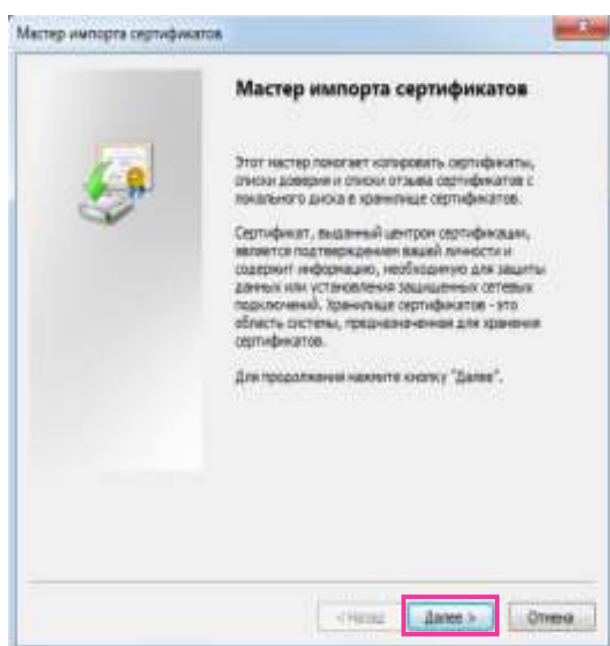 Мастер импорта сертификатов
Мастер импорта сертификатов
Этот мастер помогает копировать сертификаты,
списки доверия и списки отзыва сертификатов с
локального диска в хранилище сертификатов.
Сертификат, выданный центром сертификации,
является подтверждением вашей личности и
содержит информацию, необходимую для защиты
данных или установления защищенных сетевых
подключений. Хранилище сертификатов - это
область системы, предназначенная для хранения
сертификатов.
Для продолжения нажмите кнопку "Далее".
< Назад Далее > Отмена